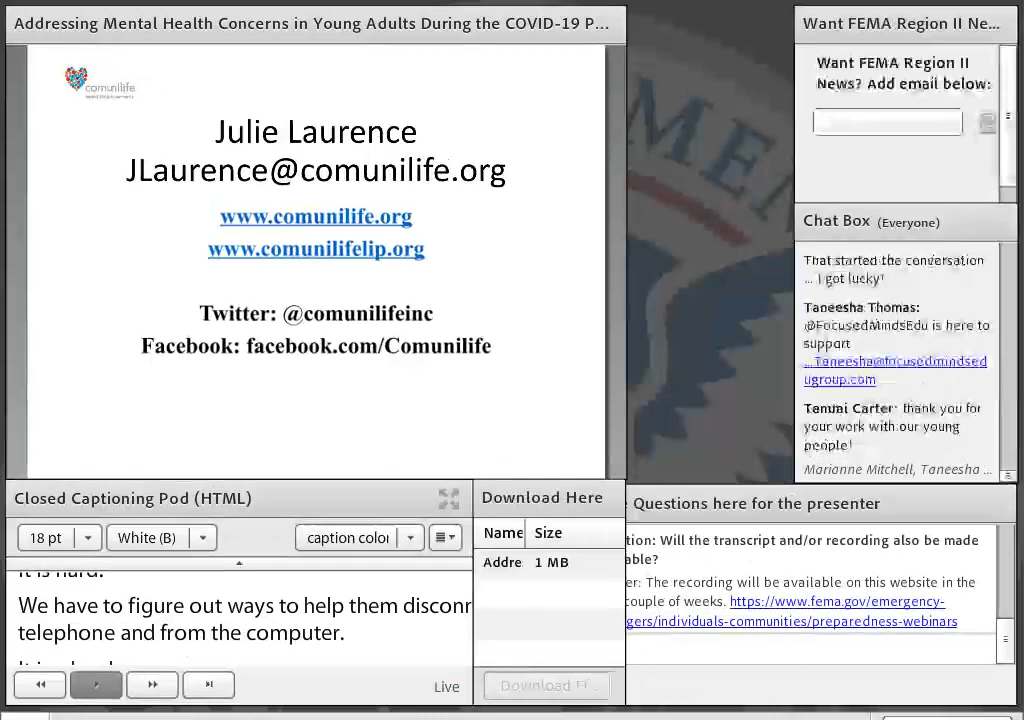 Addressing Mental Health Concerns in Young Adults During the COVID-19 P...
comunilife
Julie Laurence
JLaurence@comunilife.org
www.comunilife.org
www.comunilifelip.org
Twitter: @comunilifeinc
Facebook: facebook.com/Comunilife
Want FEMA Region II Ne...
Want FEMA Region II
News? Add email below:
Chat Box (Everyone)
That started the conversation
... I got lucky!
Taneesha Thomas:
@FocusedMindsEdu is here to
support
...Taneesha@focusedmindsed
ugroup.com
Tammi Carter: thank you for
your work with our young
people!
Marianne Mitchell, Taneesha ...
Closed Captioning Pod (HTML)
18 pt
White (B)
caption color
It is hard.
We have to figure out ways to help them disconn
telephone and from the computer.
Live
Download Here
Name Size
Addre 1 MB
Download Fi...
Questions here for the presenter
tion: Will the transcript and/or recording also be made
able?
er: The recording will be available on this website in the
couple of weeks. https://www.fema.gov/emergency-
gers/individuals-communities/preparedness-webinars